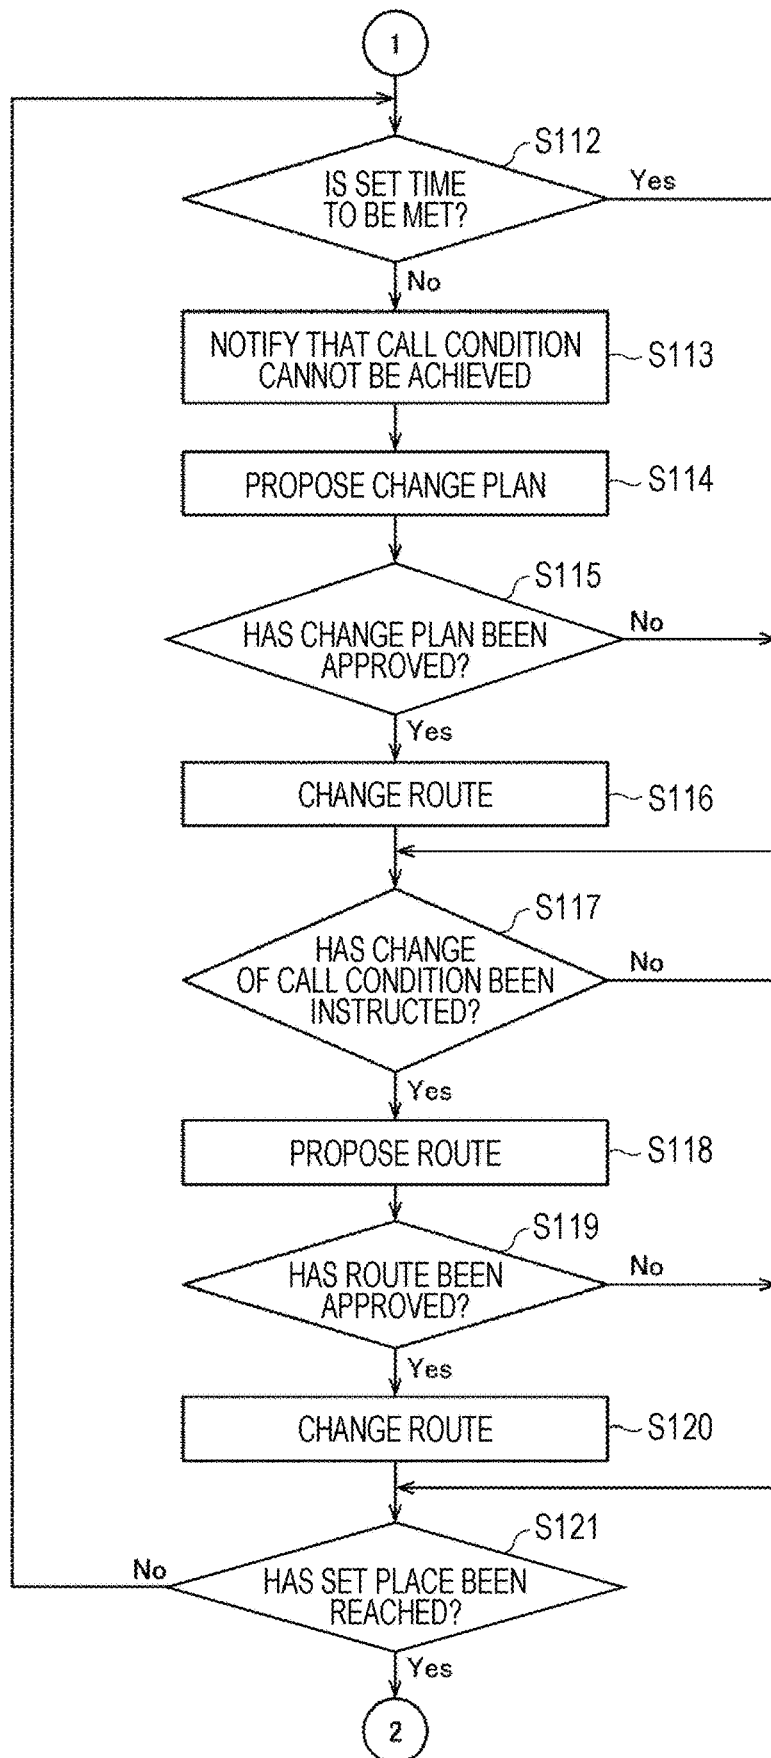 1
S112
IS SET TIME
TO BE MET?
Yes
No
NOTIFY THAT CALL CONDITION
CANNOT BE ACHIEVED
S113
PROPOSE CHANGE PLAN
S114
S115
HAS CHANGE PLAN BEEN
APPROVED?
No
Yes
CHANGE ROUTE
S116
S117
HAS CHANGE
OF CALL CONDITION BEEN
INSTRUCTED?
No
Yes
PROPOSE ROUTE
S118
S119
HAS ROUTE BEEN
APPROVED?
No
Yes
CHANGE ROUTE
S120
S121
No
HAS SET PLACE BEEN
REACHED?
Yes
2